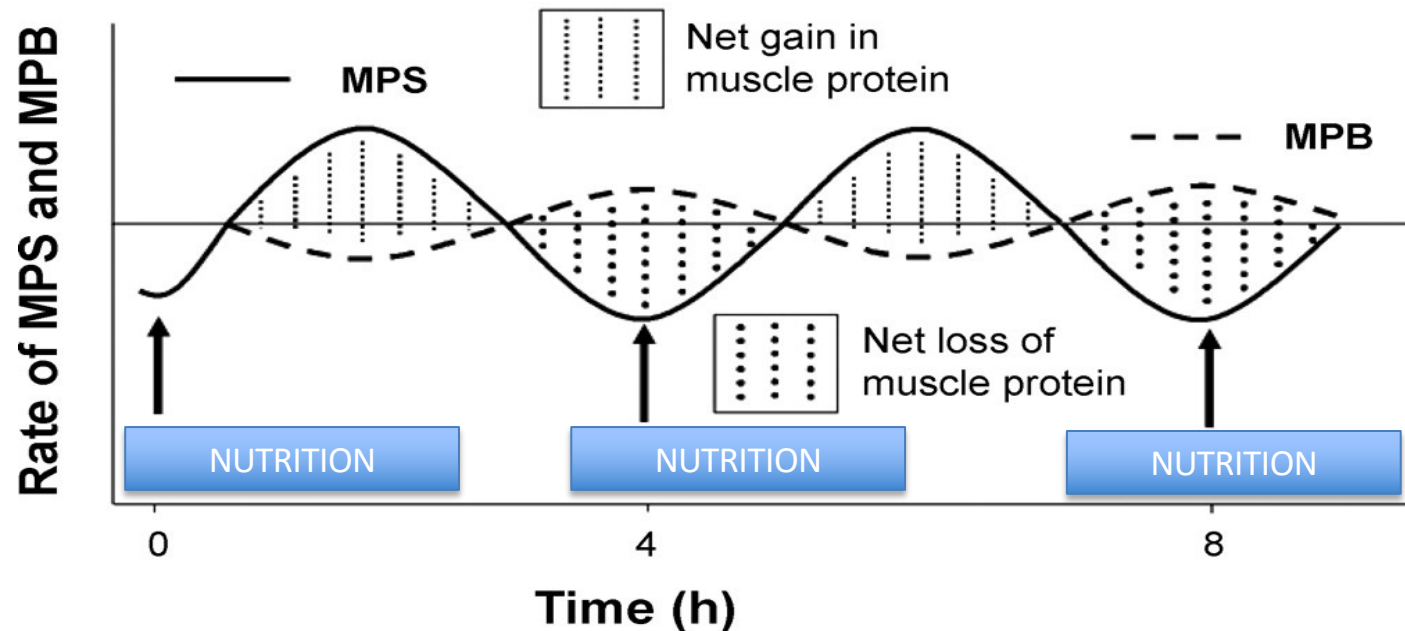 Rate of MPS and MPB
MPS
Net gain in
muscle protein
MPB
Net loss of
muscle protein
NUTRITION
NUTRITION
NUTRITION
0
4
8
Time (h)